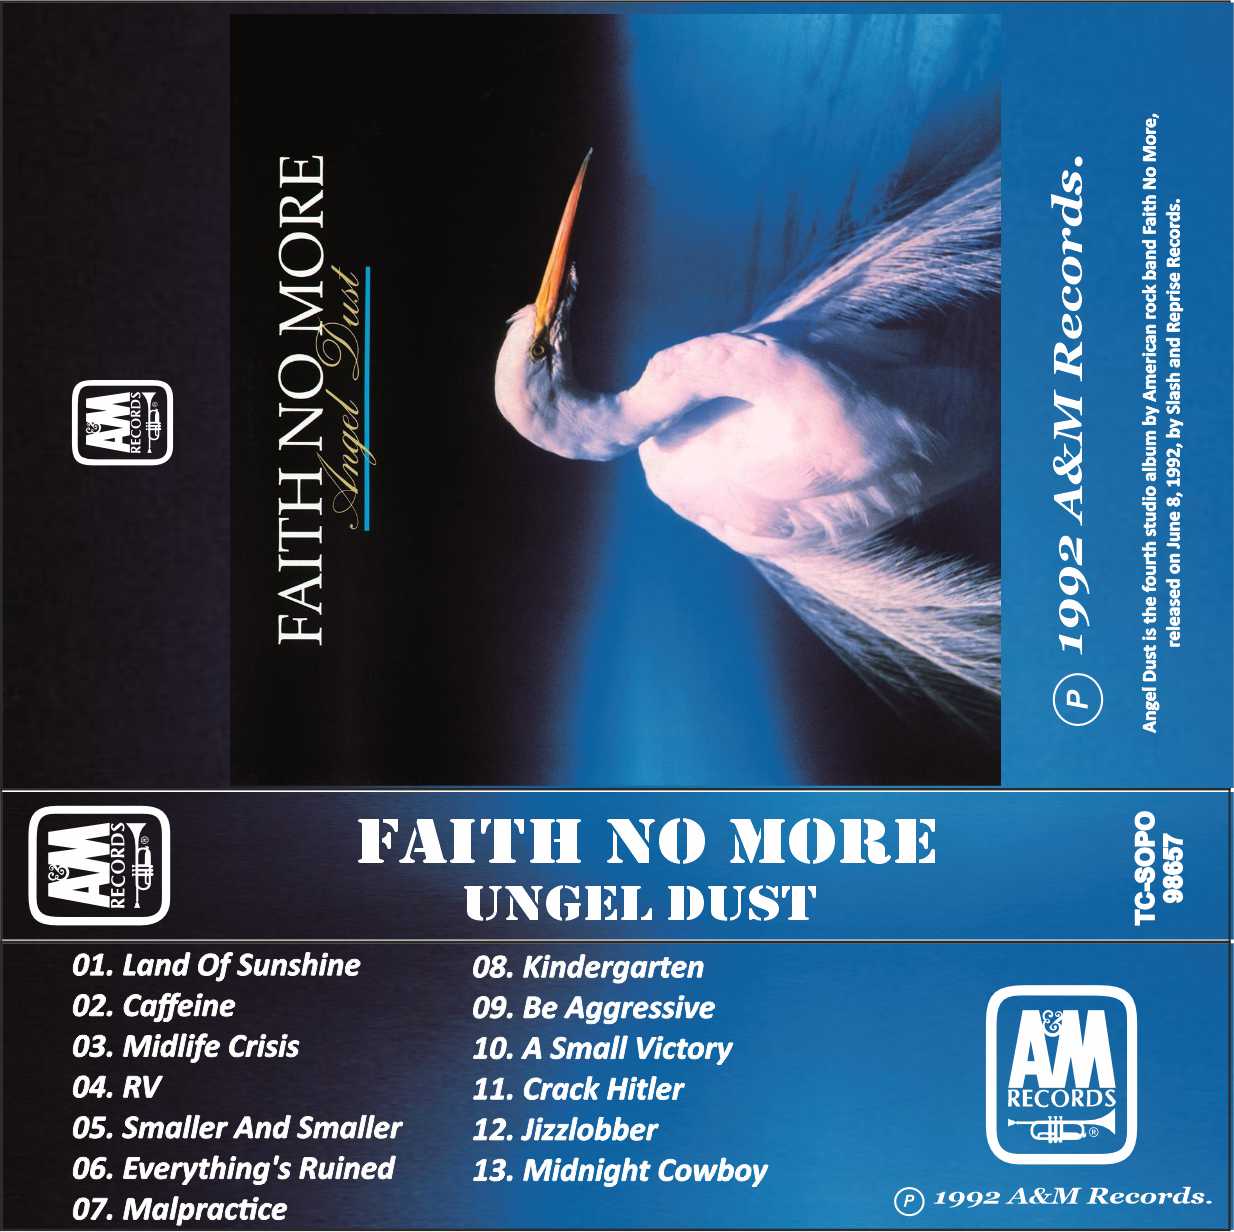 FAITH NO MORE
Angel Dust
A&M
RECORDS
®
Ⓟ 1992 A&M Records.
Angel Dust is the fourth studio album by American rock band Faith No More,
released on June 8, 1992, by Slash and Reprise Records.
A&M
RECORDS
®
FAITH NO MORE
UNGEL DUST
TC-SOPO
98657
01. Land Of Sunshine
02. Caffeine
03. Midlife Crisis
04. RV
05. Smaller And Smaller
06. Everything's Ruined
07. Malpractice
08. Kindergarten
09. Be Aggressive
10. A Small Victory
11. Crack Hitler
12. Jizzlobber
13. Midnight Cowboy
A&M
RECORDS
®
Ⓟ 1992 A&M Records.